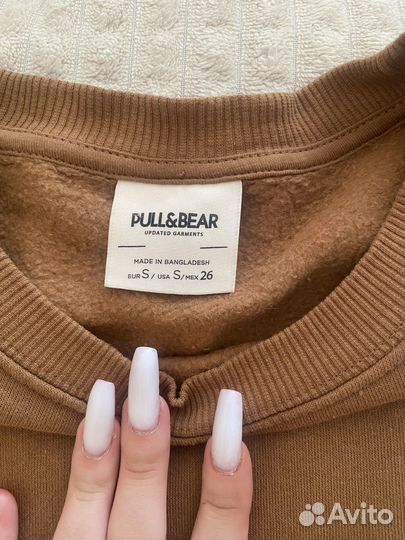 PULL&BEAR
UPDATED GARMENTS
MADE IN BANGLADESH
EUR S / USA S/MEX 26
Avito